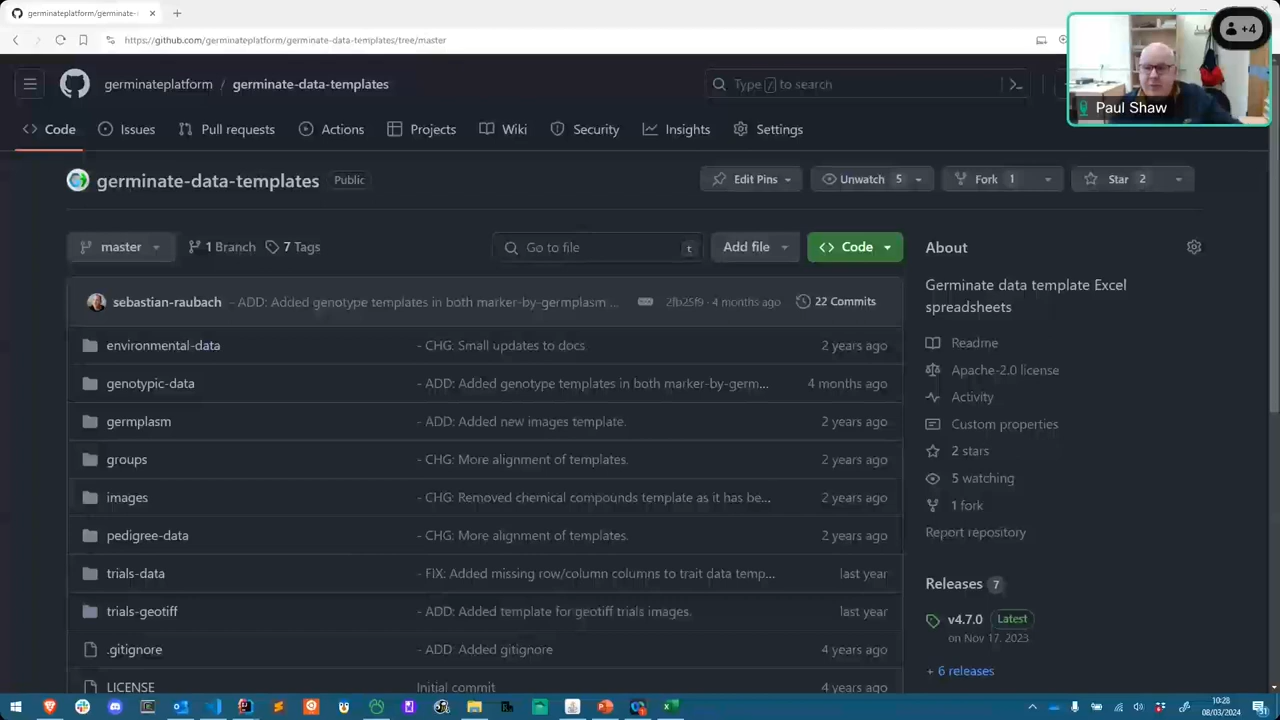 germinateplatform/germinate-
https://github.com/germinateplatform/germinate-data-templates/tree/master
+4
Paul Shaw
germinateplatform / germinate-data-templates
Type / to search
Code Issues Pull requests Actions Projects Wiki Security Insights Settings
germinate-data-templates Public
Edit Pins Unwatch 5 Fork 1 Star 2
master 1 Branch 7 Tags Go to file t Add file Code
About
sebastian-raubach - ADD: Added genotype templates in both marker-by-germplasm ... 2fb25f9 · 4 months ago 22 Commits
Germinate data template Excel
spreadsheets
environmental-data - CHG: Small updates to docs 2 years ago
Readme
genotypic-data - ADD: Added genotype templates in both marker-by-germ... 4 months ago
Apache-2.0 license
Activity
germplasm - ADD: Added new images template. 2 years ago
Custom properties
groups - CHG: More alignment of templates. 2 years ago
2 stars
5 watching
images - CHG: Removed chemical compounds template as it has be... 2 years ago
1 fork
pedigree-data - CHG: More alignment of templates. 2 years ago
Report repository
trials-data - FIX: Added missing row/column columns to trait data temp... last year
Releases 7
trials-geotiff - ADD: Added template for geotiff trials images. last year
v4.7.0 Latest
on Nov 17, 2023
.gitignore - ADD: Added gitignore 4 years ago
+ 6 releases
LICENSE Initial commit 4 years ago
10:28
08/03/2024